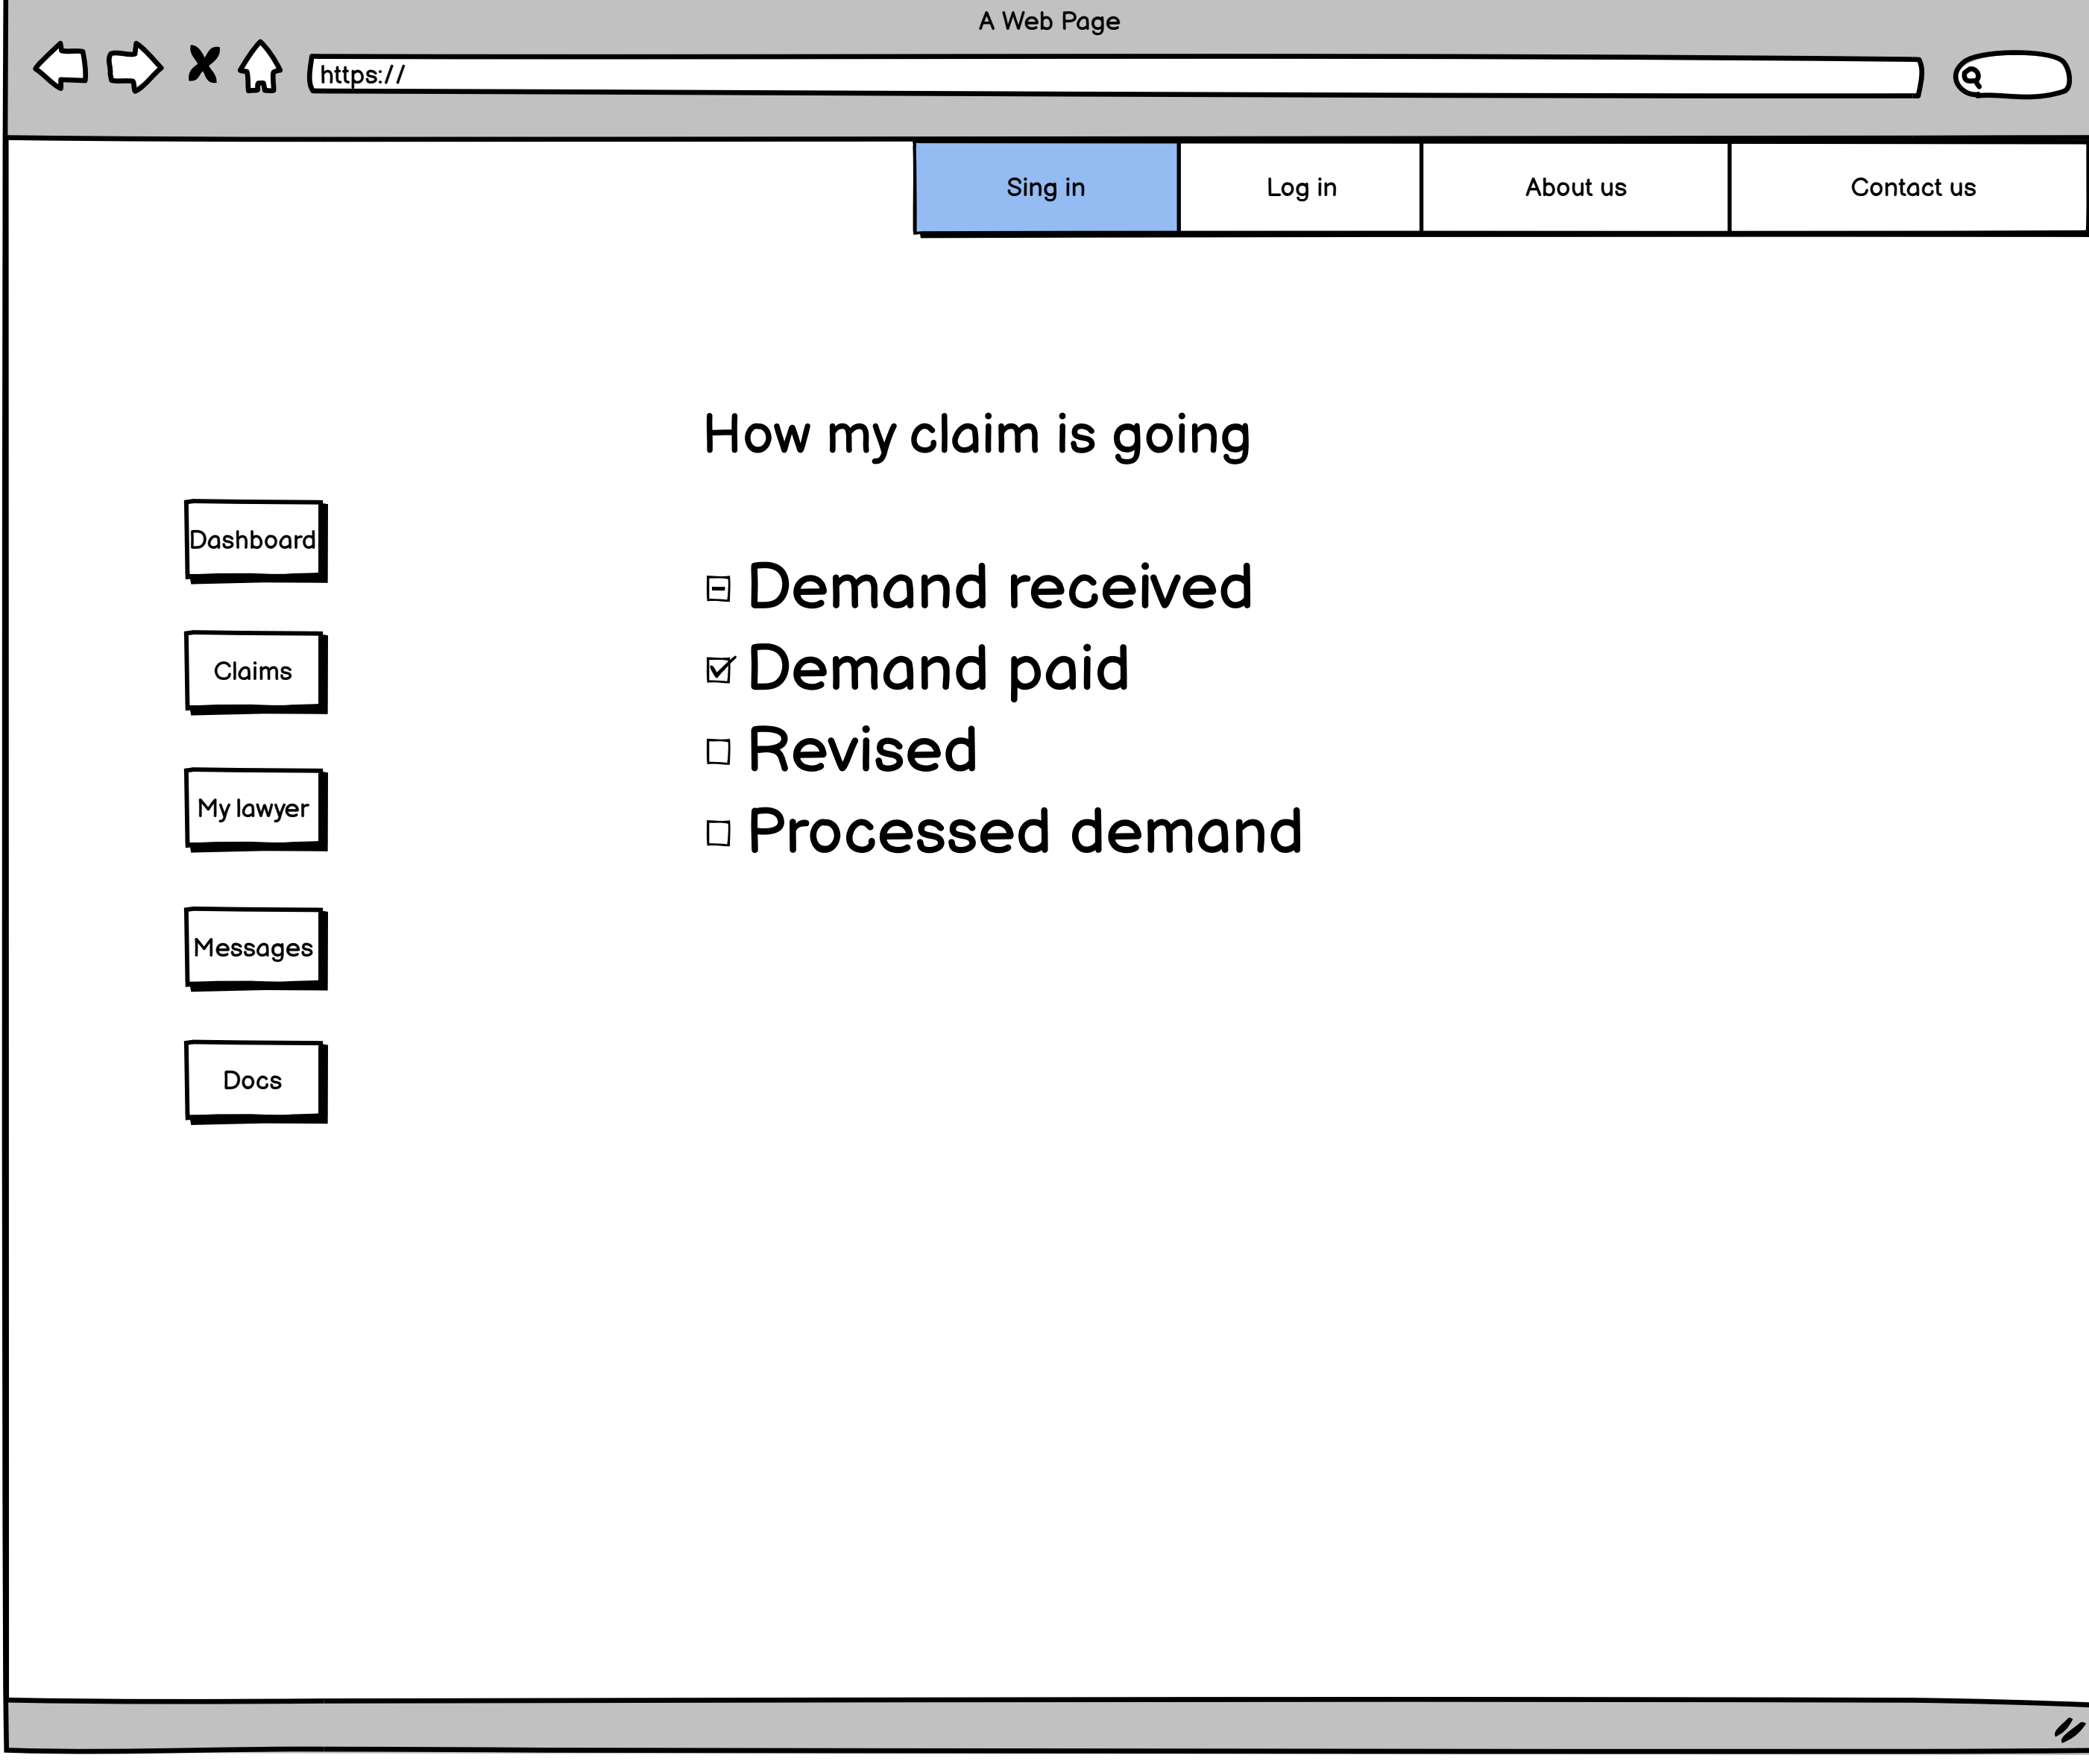 A Web Page
https://
Sing in
Log in
About us
Contact us
How my claim is going
Dashboard
Claims
My lawyer
Messages
Docs
Demand received
Demand paid
Revised
Processed demand